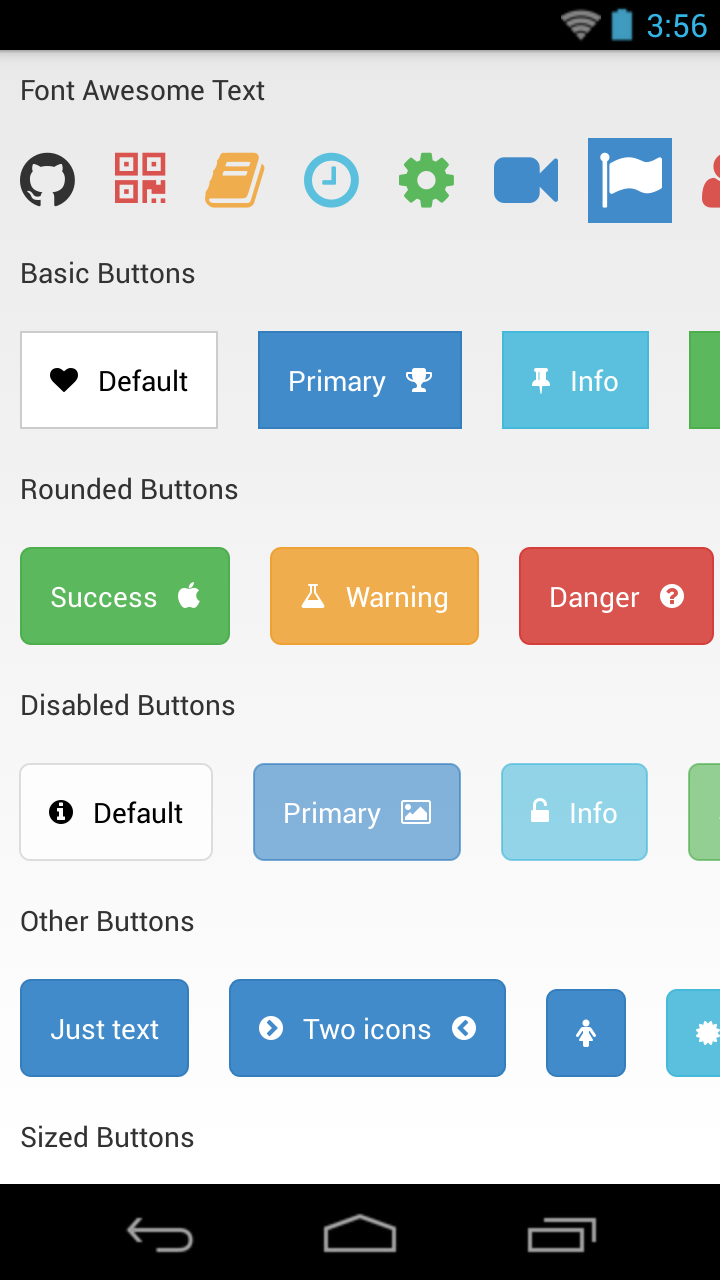 3:56
Font Awesome Text
Basic Buttons
Default
Primary
Info
Rounded Buttons
Success
Warning
Danger
Disabled Buttons
Default
Primary
Info
Other Buttons
Just text
Two icons
Sized Buttons